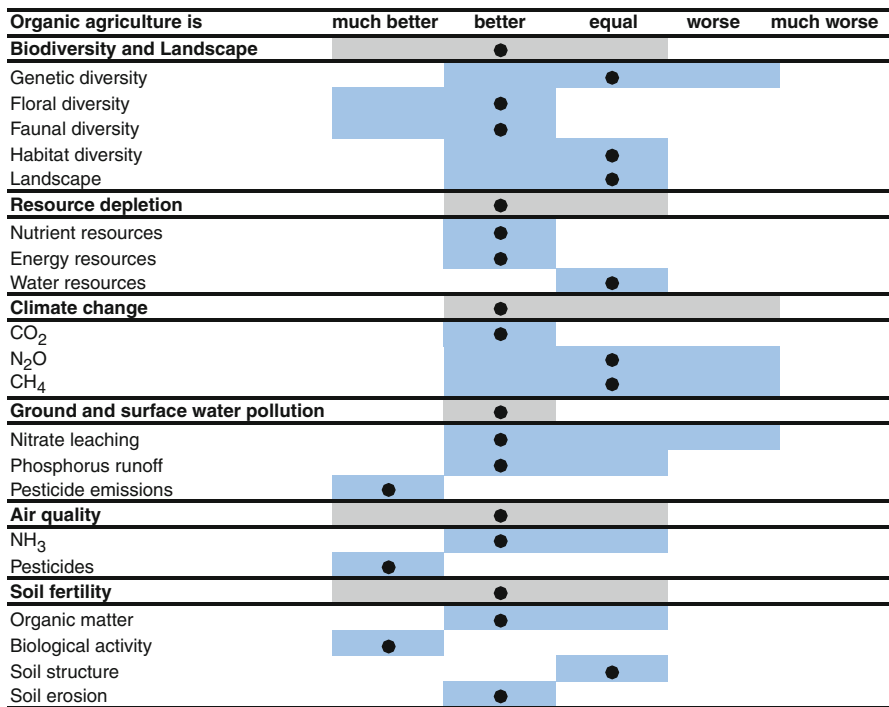 Organic agriculture is much better better equal worse much worse
Biodiversity and Landscape
Genetic diversity
Floral diversity
Faunal diversity
Habitat diversity
Landscape
Resource depletion
Nutrient resources
Energy resources
Water resources
Climate change
CO2
N2O
CH4
Ground and surface water pollution
Nitrate leaching
Phosphorus runoff
Pesticide emissions
Air quality
NH3
Pesticides
Soil fertility
Organic matter
Biological activity
Soil structure
Soil erosion